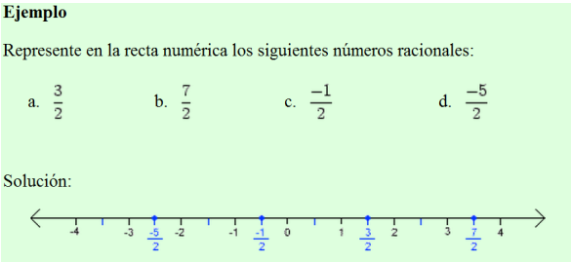 Ejemplo
Represente en la recta numérica los siguientes números racionales:
a. 3/2 b. 7/2 c. -1/2 d. -5/2
Solución:
-4 -3 -5/2 -2 -1 -1/2 0 1 3/2 2 3 7/2 4